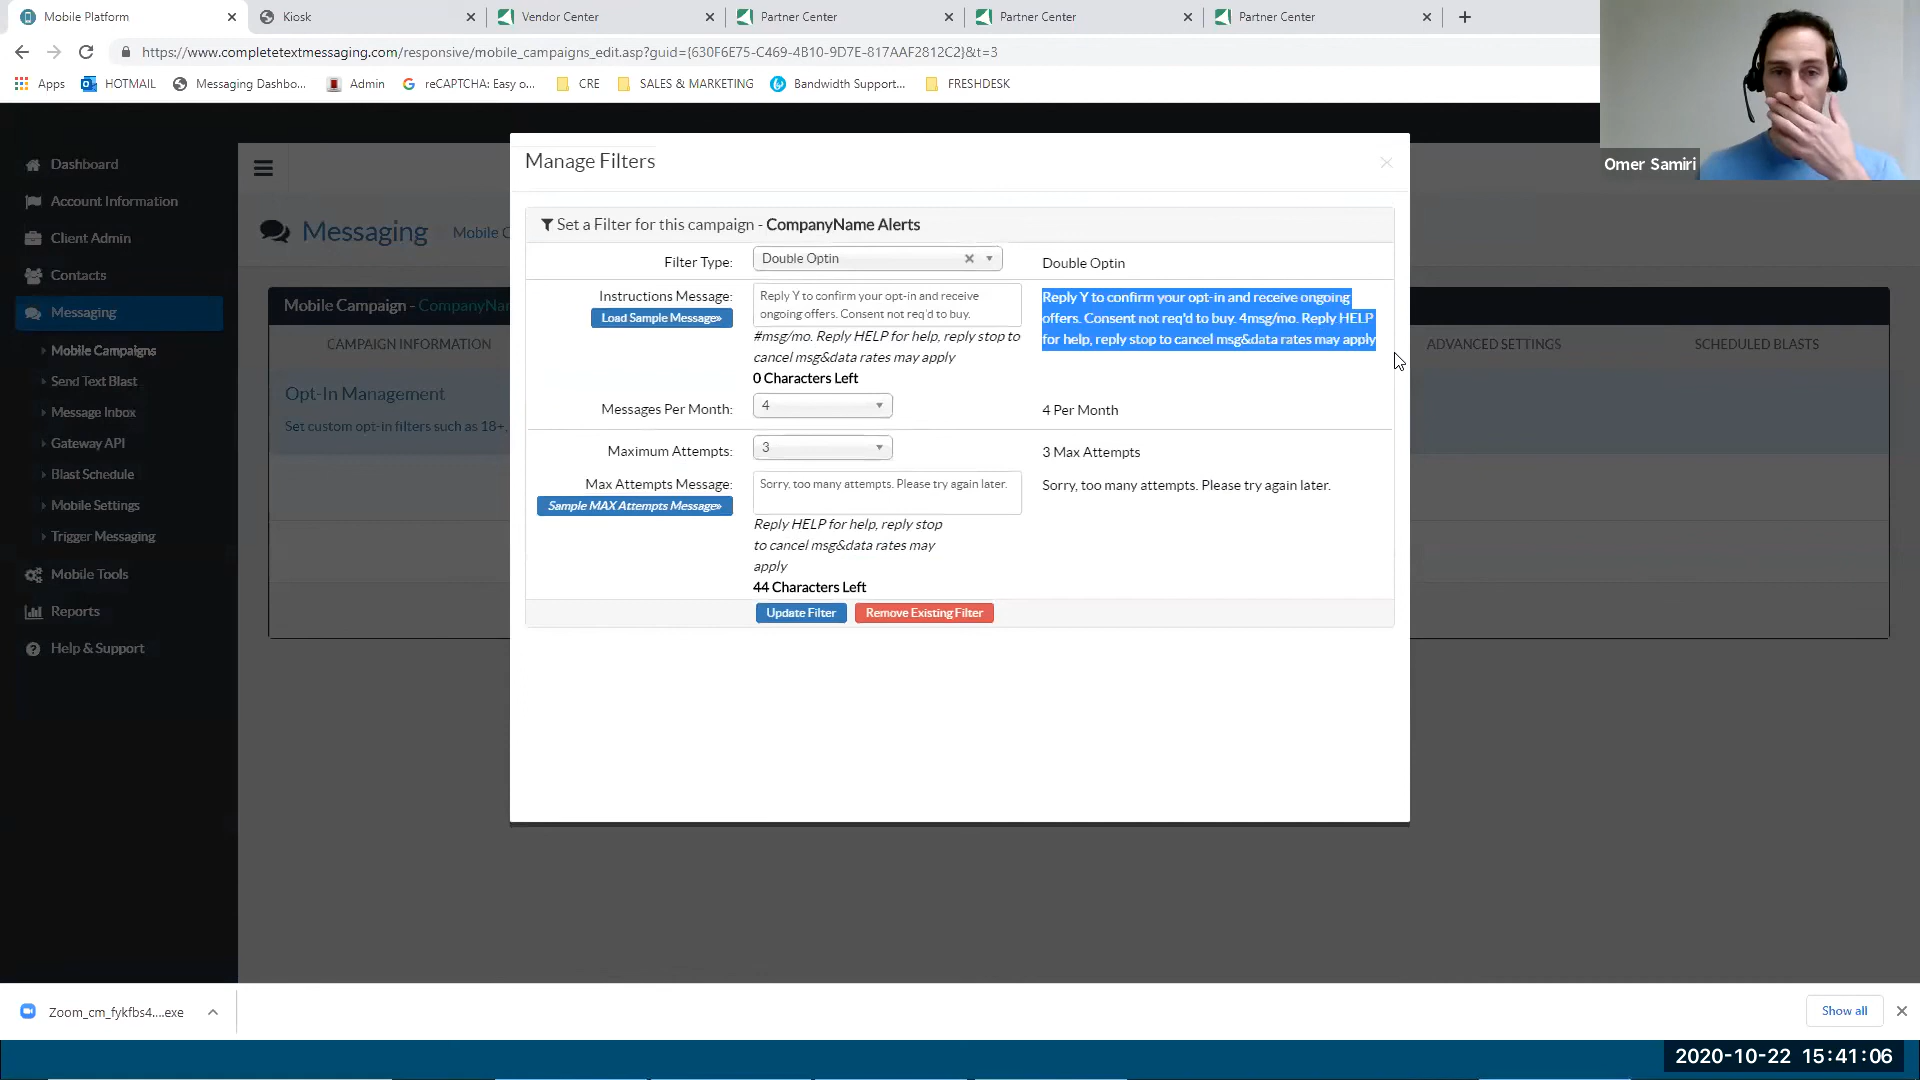 Mobile Platform
Kiosk
Vendor Center
Partner Center
Partner Center
Partner Center
https://www.completetextmessaging.com/responsive/mobile_campaigns_edit.asp?guid={630F6E75-C469-4B10-9D7E-817AAF2812C2}&t=3
Apps
HOTMAIL
Messaging Dashbo...
Admin
reCAPTCHA: Easy o...
CRE
SALES & MARKETING
Bandwidth Support...
FRESHDESK
Omer Samiri
Dashboard
Account Information
Client Admin
Contacts
Messaging
Mobile Campaigns
Send Text Blast
Message Inbox
Gateway API
Blast Schedule
Mobile Settings
Trigger Messaging
Mobile Tools
Reports
Help & Support
Messaging
Mobile C
Mobile Campaign - CompanyNa
CAMPAIGN INFORMATION
ADVANCED SETTINGS
SCHEDULED BLASTS
Opt-In Management
Set custom opt-in filters such as 18+,
Manage Filters
Set a Filter for this campaign - CompanyName Alerts
Filter Type:
Double Optin
Double Optin
Instructions Message:
Load Sample Message»
Reply Y to confirm your opt-in and receive
ongoing offers. Consent not req'd to buy.
#msg/mo. Reply HELP for help, reply stop to
cancel msg&data rates may apply
0 Characters Left
Reply Y to confirm your opt-in and receive ongoing
offers. Consent not req'd to buy. 4msg/mo. Reply HELP
for help, reply stop to cancel msg&data rates may apply
Messages Per Month:
4
4 Per Month
Maximum Attempts:
3
3 Max Attempts
Max Attempts Message:
Sample MAX Attempts Message»
Sorry, too many attempts. Please try again later.
Sorry, too many attempts. Please try again later.
Reply HELP for help, reply stop
to cancel msg&data rates may
apply
44 Characters Left
Update Filter
Remove Existing Filter
Zoom_cm_fykfbs4....exe
Show all
2020-10-22 15:41:06